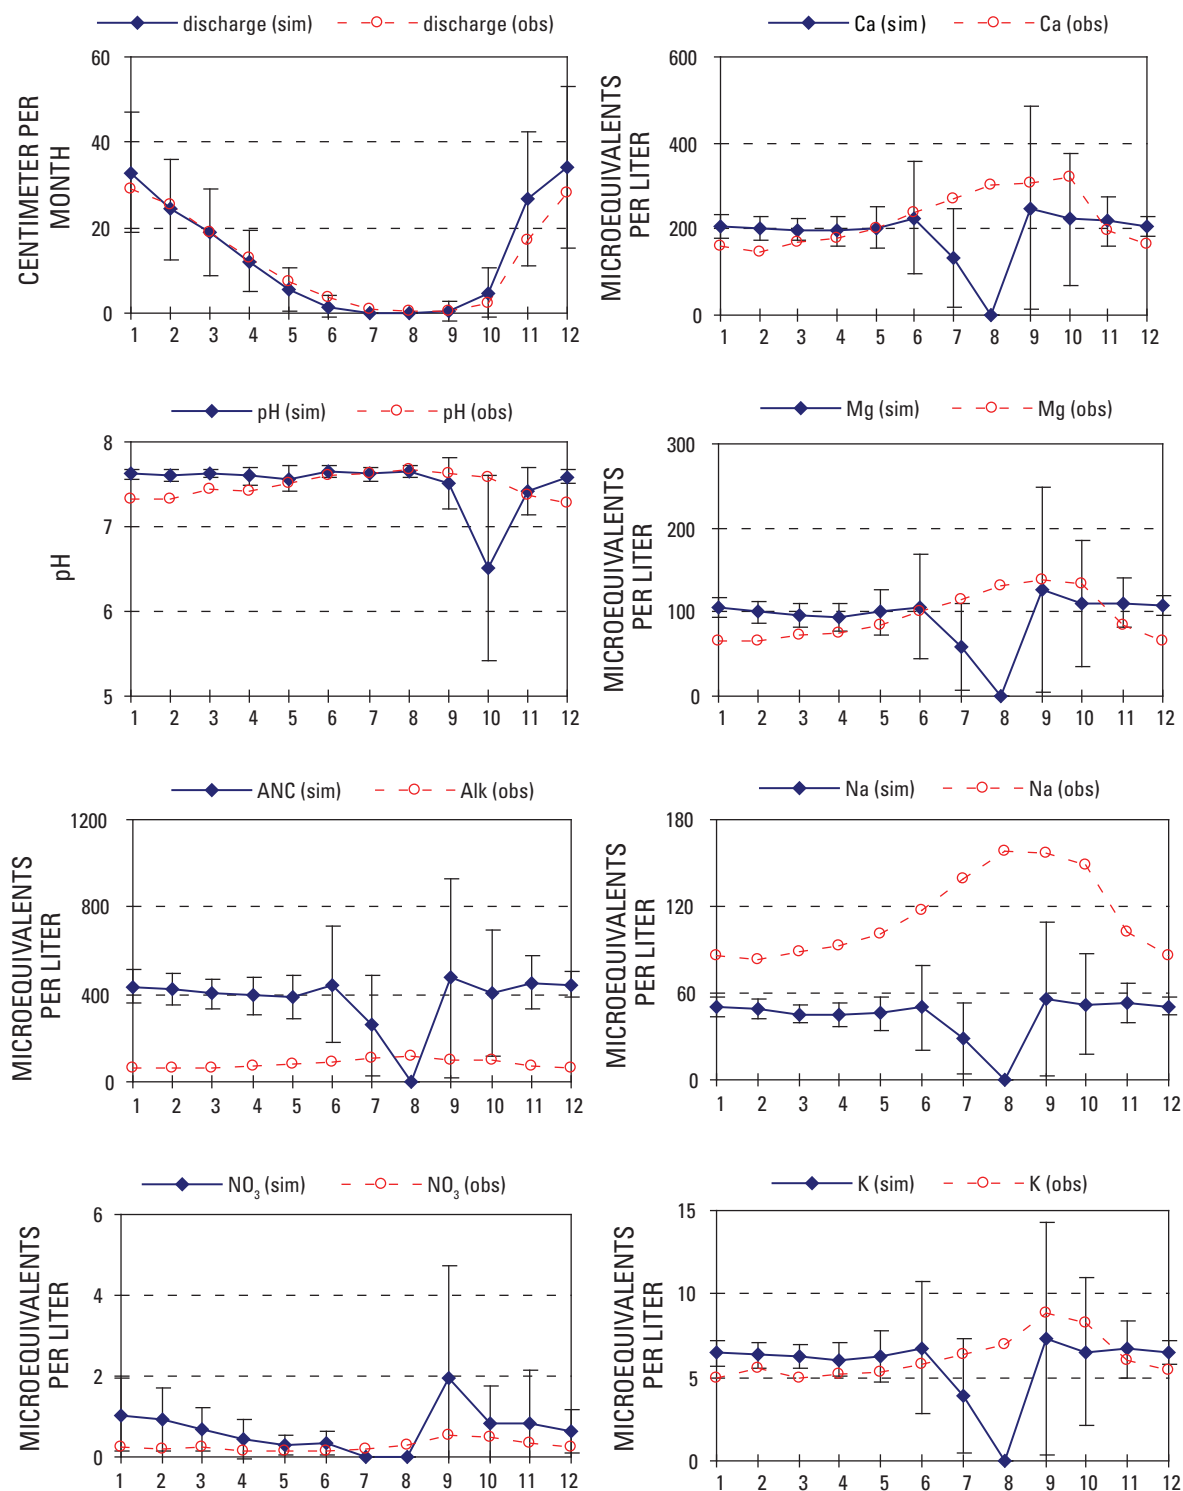 discharge (sim) discharge (obs)
CENTIMETER PER
MONTH
60
40
20
0
1 2 3 4 5 6 7 8 9 10 11 12
Ca (sim) Ca (obs)
MICROEQUIVALENTS
PER LITER
600
400
200
0
1 2 3 4 5 6 7 8 9 10 11 12
pH (sim) pH (obs)
pH
8
7
6
5
1 2 3 4 5 6 7 8 9 10 11 12
Mg (sim) Mg (obs)
MICROEQUIVALENTS
PER LITER
300
200
100
0
1 2 3 4 5 6 7 8 9 10 11 12
ANC (sim) Alk (obs)
MICROEQUIVALENTS
PER LITER
1200
800
400
0
1 2 3 4 5 6 7 8 9 10 11 12
Na (sim) Na (obs)
MICROEQUIVALENTS
PER LITER
180
120
60
0
1 2 3 4 5 6 7 8 9 10 11 12
NO3 (sim) NO3 (obs)
MICROEQUIVALENTS
PER LITER
6
4
2
0
1 2 3 4 5 6 7 8 9 10 11 12
K (sim) K (obs)
MICROEQUIVALENTS
PER LITER
15
10
5
0
1 2 3 4 5 6 7 8 9 10 11 12